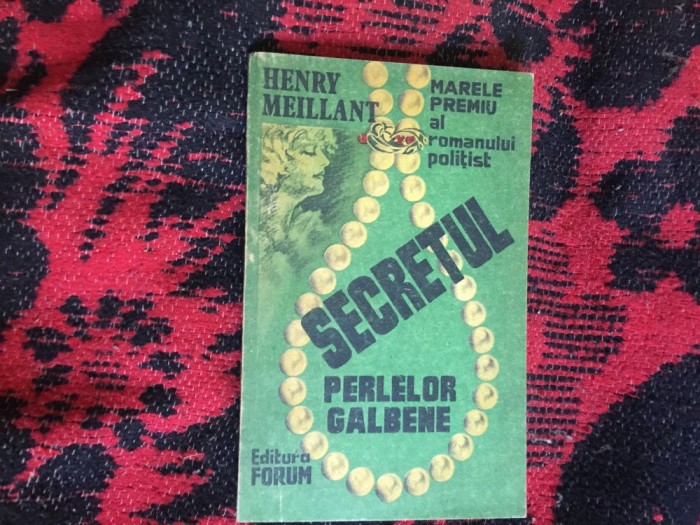 HENRY
MEILLANT
MARELE
PREMIU
al
romanului
polițist
SECRETUL
PERLELOR
GALBENE
Editura
FORUM